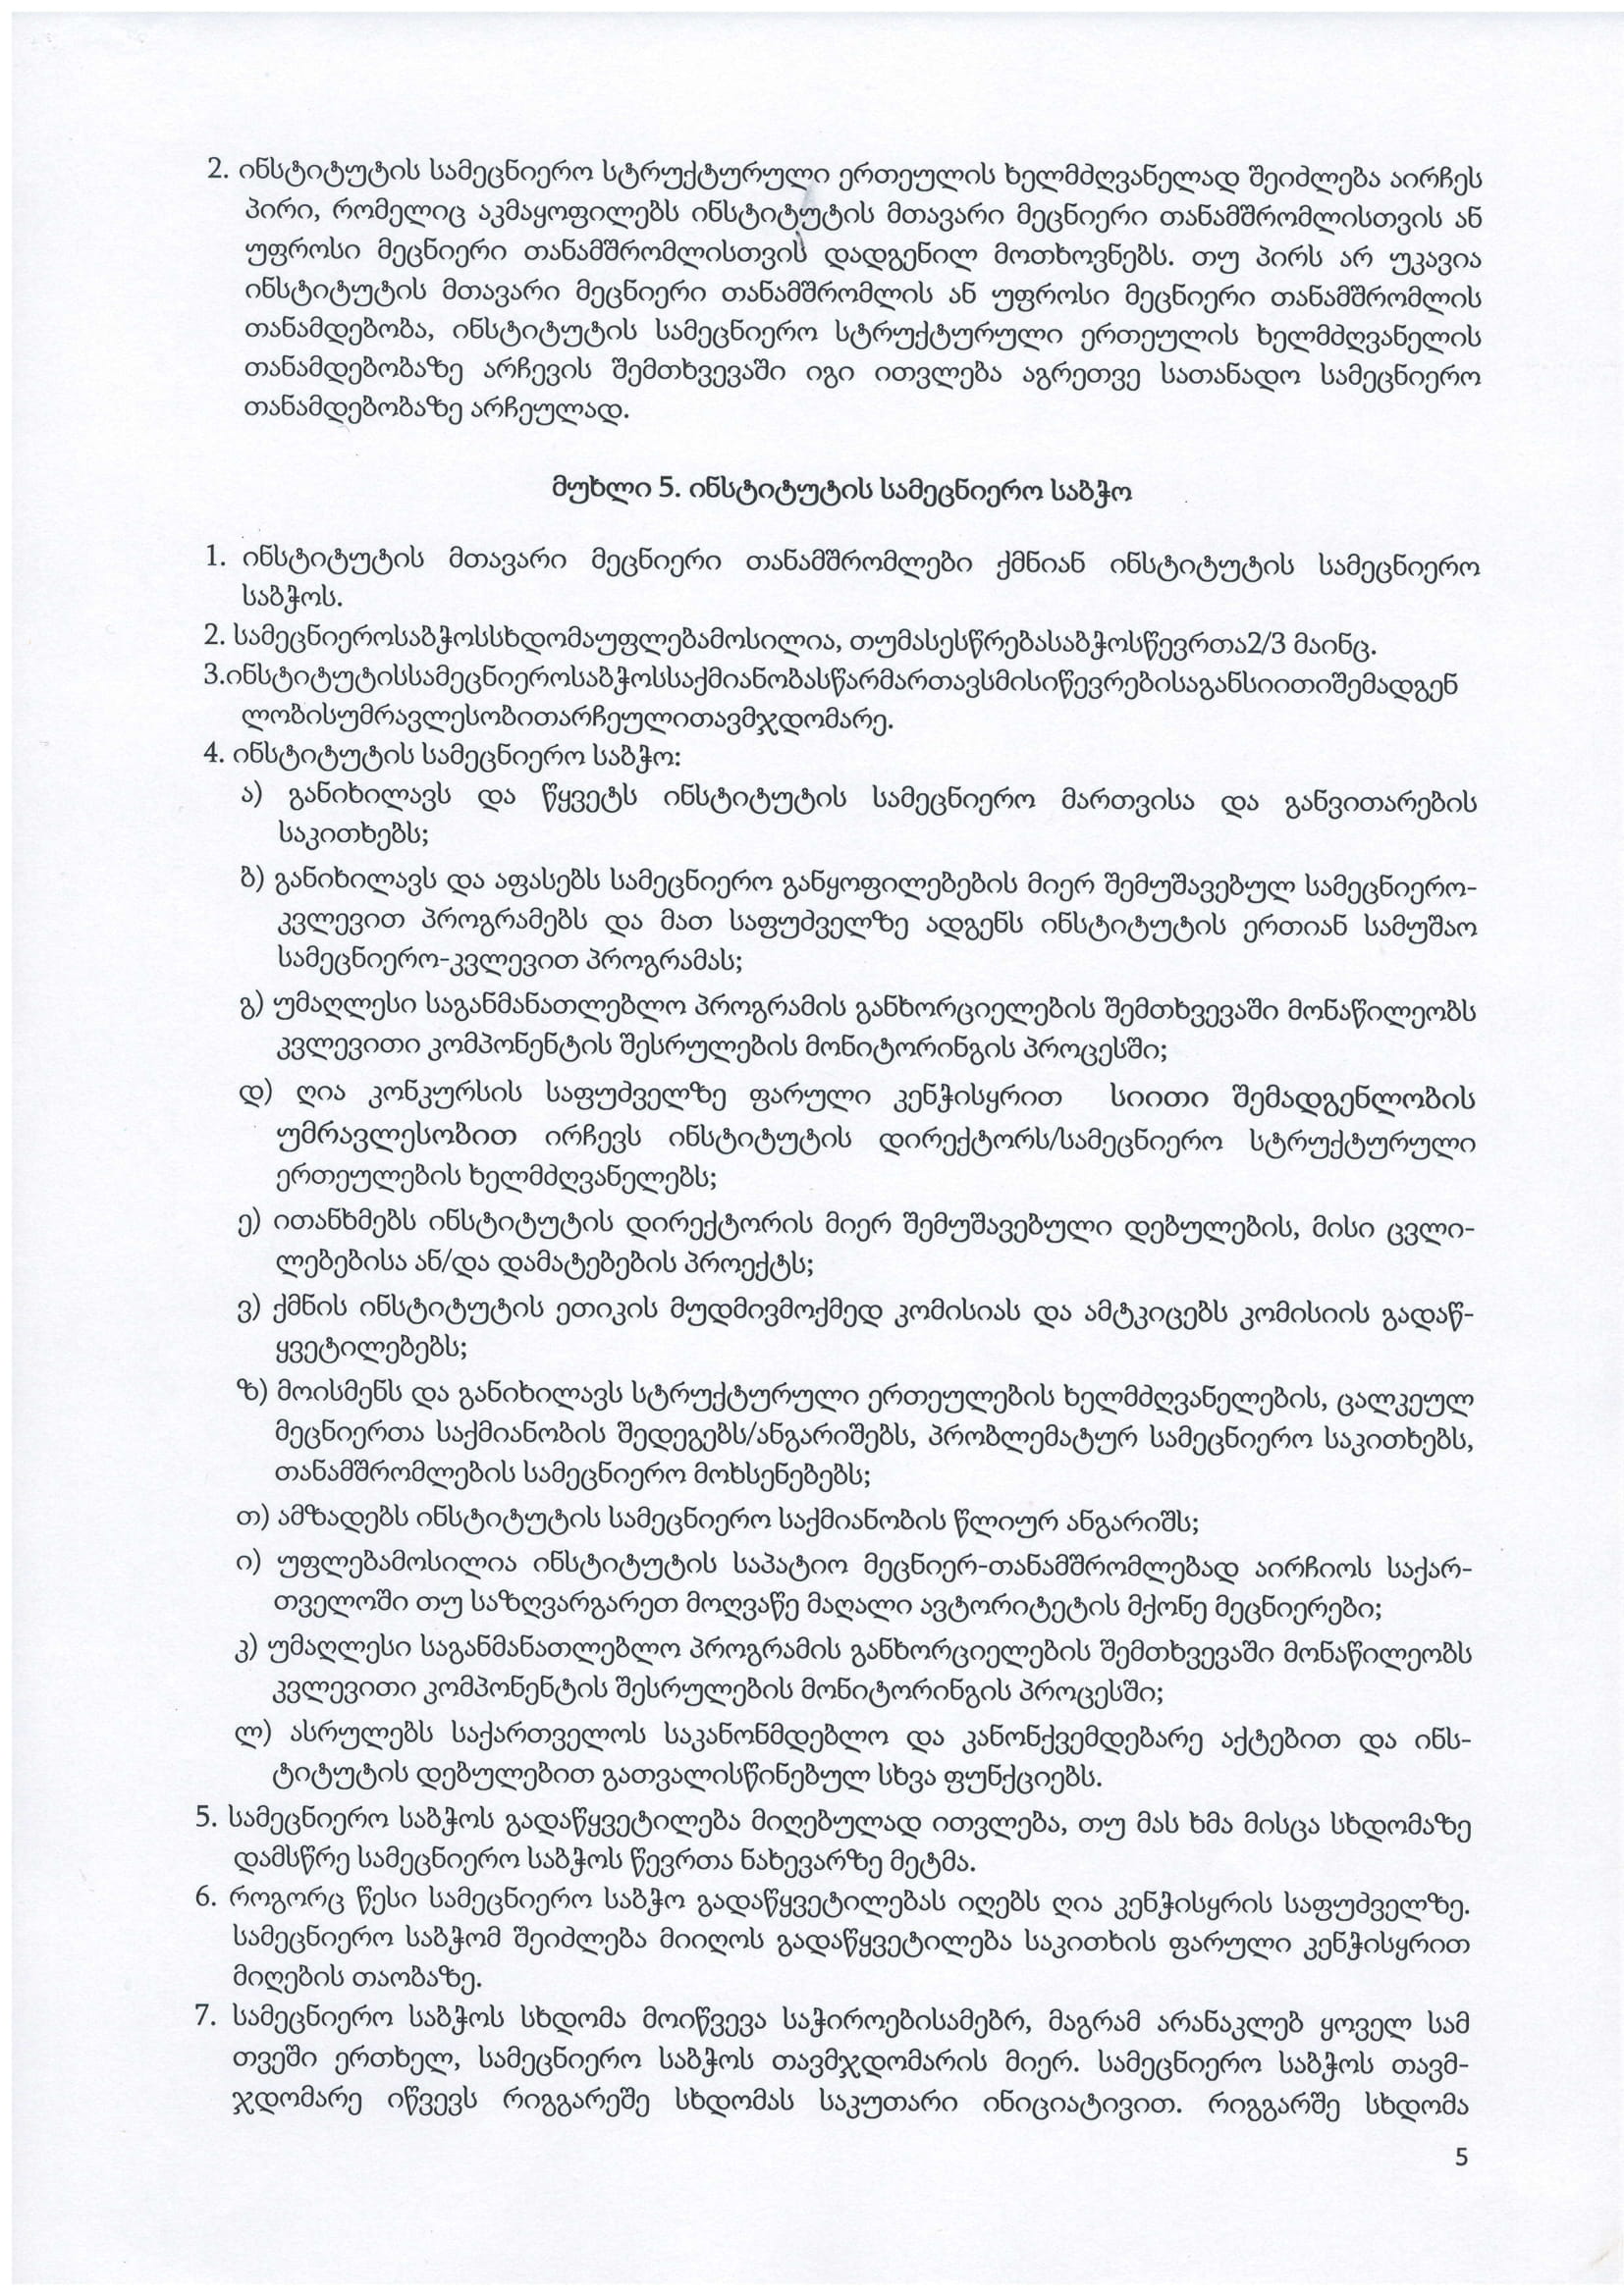 2. ინსტიტუტის სამეცნიერო სტრუქტურული ერთეულის ხელმძღვანელად შეიძლება აირჩეს
პირი, რომელიც აკმაყოფილებს ინსტიტუტის მთავარი მეცნიერი თანამშრომლისთვის ან
უფროსი მეცნიერი თანამშრომლისთვის დადგენილ მოთხოვნებს. თუ პირს არ უკავია
ინსტიტუტის მთავარი მეცნიერი თანამშრომლის ან უფროსი მეცნიერი თანამშრომლის
თანამდებობა, ინსტიტუტის სამეცნიერო სტრუქტურული ერთეულის ხელმძღვანელის
თანამდებობაზე არჩევის შემთხვევაში იგი ითვლება აგრეთვე სათანადო სამეცნიერო
თანამდებობაზე არჩეულად.
მუხლი 5. ინსტიტუტის სამეცნიერო საბჭო
1. ინსტიტუტის მთავარი მეცნიერი თანამშრომლები ქმნიან ინსტიტუტის სამეცნიერო
საბჭოს.
2. სამეცნიეროსაბჭოსსხდომაუფლებამოსილია, თუმასესწრებასაბჭოსწევრთა2/3 მაინც.
3.ინსტიტუტისსამეცნიეროსაბჭოსსაქმიანობასწარმართავსმისიწევრებისაგანსიითიშემადგენ
ლობისუმრავლესობითარჩეულითავმჯდომარე.
4. ინსტიტუტის სამეცნიერო საბჭო:
ა) განიხილავს და წყვეტს ინსტიტუტის სამეცნიერო მართვისა და განვითარების
საკითხებს;
ბ) განიხილავს და აფასებს სამეცნიერო განყოფილებების მიერ შემუშავებულ სამეცნიერო-
კვლევით პროგრამებს და მათ საფუძველზე ადგენს ინსტიტუტის ერთიან სამუშაო
სამეცნიერო-კვლევით პროგრამას;
გ) უმაღლესი საგანმანათლებლო პროგრამის განხორციელების შემთხვევაში მონაწილეობს
კვლევითი კომპონენტის შესრულების მონიტორინგის პროცესში;
დ) ღია კონკურსის საფუძველზე ფარული კენჭისყრით სიითი შემადგენლობის
უმრავლესობით ირჩევს ინსტიტუტის დირექტორს/სამეცნიერო სტრუქტურული
ერთეულების ხელმძღვანელებს;
ე) ითანხმებს ინსტიტუტის დირექტორის მიერ შემუშავებული დებულების, მისი ცვლი-
ლებებისა ან/და დამატებების პროექტს;
ვ) ქმნის ინსტიტუტის ეთიკის მუდმივმოქმედ კომისიას და ამტკიცებს კომისიის გადაწ-
ყვეტილებებს;
ზ) მოისმენს და განიხილავს სტრუქტურული ერთეულების ხელმძღვანელების, ცალკეულ
მეცნიერთა საქმიანობის შედეგებს/ანგარიშებს, პრობლემატურ სამეცნიერო საკითხებს,
თანამშრომლების სამეცნიერო მოხსენებებს;
თ) ამზადებს ინსტიტუტის სამეცნიერო საქმიანობის წლიურ ანგარიშს;
ი) უფლებამოსილია ინსტიტუტის საპატიო მეცნიერ-თანამშრომლებად აირჩიოს საქარ-
თველოში თუ საზღვარგარეთ მოღვაწე მაღალი ავტორიტეტის მქონე მეცნიერები;
კ) უმაღლესი საგანმანათლებლო პროგრამის განხორციელების შემთხვევაში მონაწილეობს
კვლევითი კომპონენტის შესრულების მონიტორინგის პროცესში;
ლ) ასრულებს საქართველოს საკანონმდებლო და კანონქვემდებარე აქტებით და ინს-
ტიტუტის დებულებით გათვალისწინებულ სხვა ფუნქციებს.
5. სამეცნიერო საბჭოს გადაწყვეტილება მიღებულად ითვლება, თუ მას ხმა მისცა სხდომაზე
დამსწრე სამეცნიერო საბჭოს წევრთა ნახევარზე მეტმა.
6. როგორც წესი სამეცნიერო საბჭო გადაწყვეტილებას იღებს ღია კენჭისყრის საფუძველზე.
სამეცნიერო საბჭომ შეიძლება მიიღოს გადაწყვეტილება საკითხის ფარული კენჭისყრით
მიღების თაობაზე.
7. სამეცნიერო საბჭოს სხდომა მოიწვევა საჭიროებისამებრ, მაგრამ არანაკლებ ყოველ სამ
თვეში ერთხელ, სამეცნიერო საბჭოს თავმჯდომარის მიერ. სამეცნიერო საბჭოს თავმ-
ჯდომარე იწვევს რიგგარეშე სხდომას საკუთარი ინიციატივით. რიგგარშე სხდომა
5